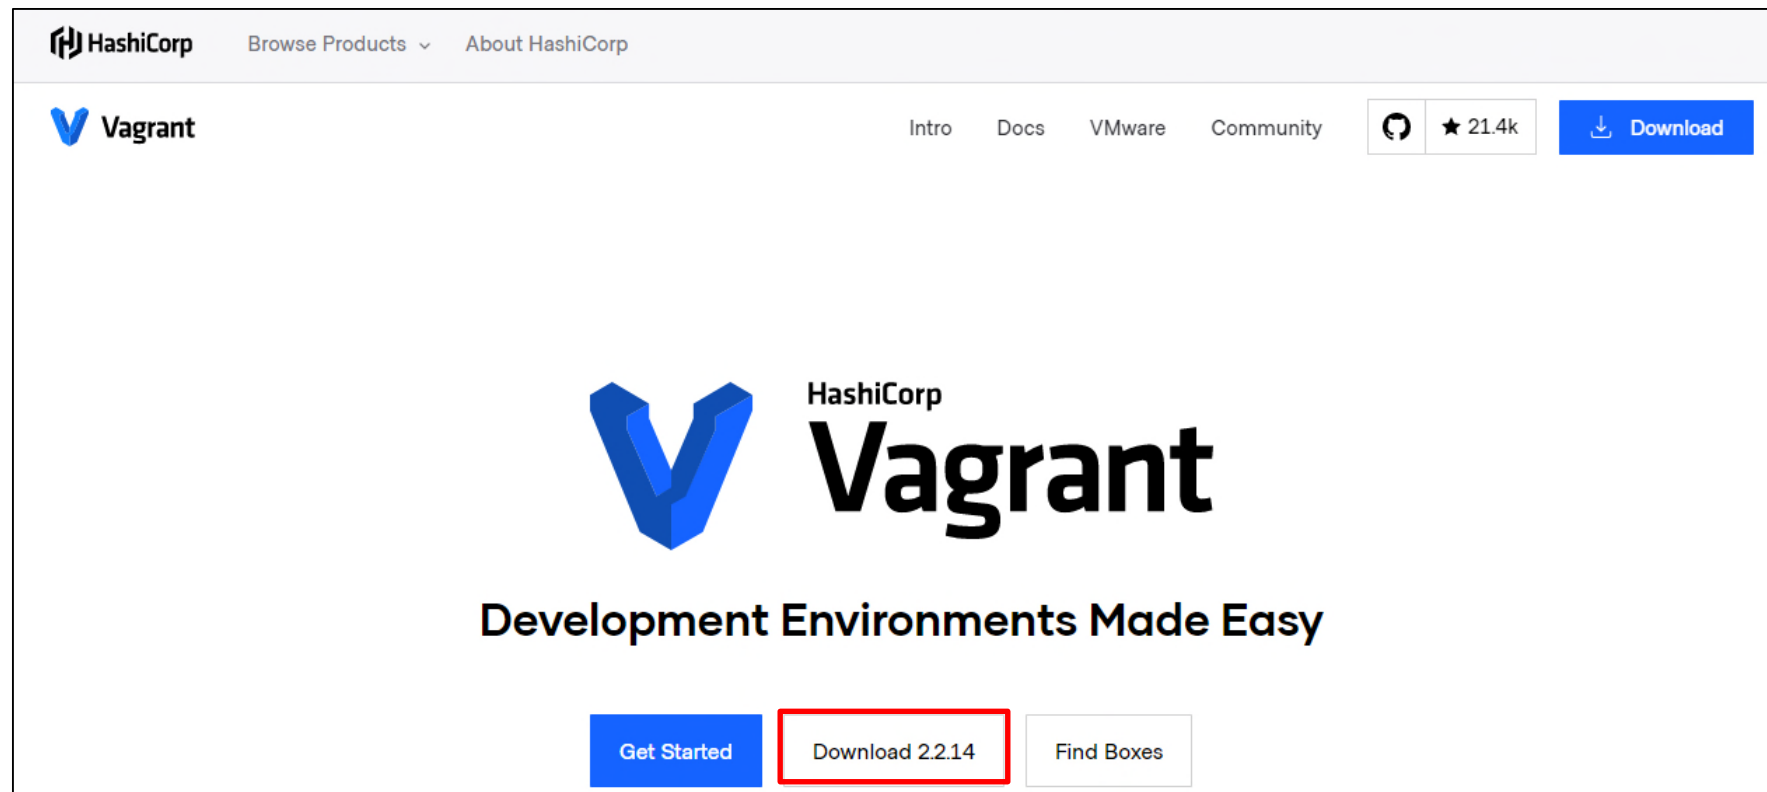 HashiCorp Browse Products About HashiCorp
Vagrant Intro Docs VMware Community 21.4k Download
HashiCorp
Vagrant
Development Environments Made Easy
Get Started Download 2.2.14 Find Boxes